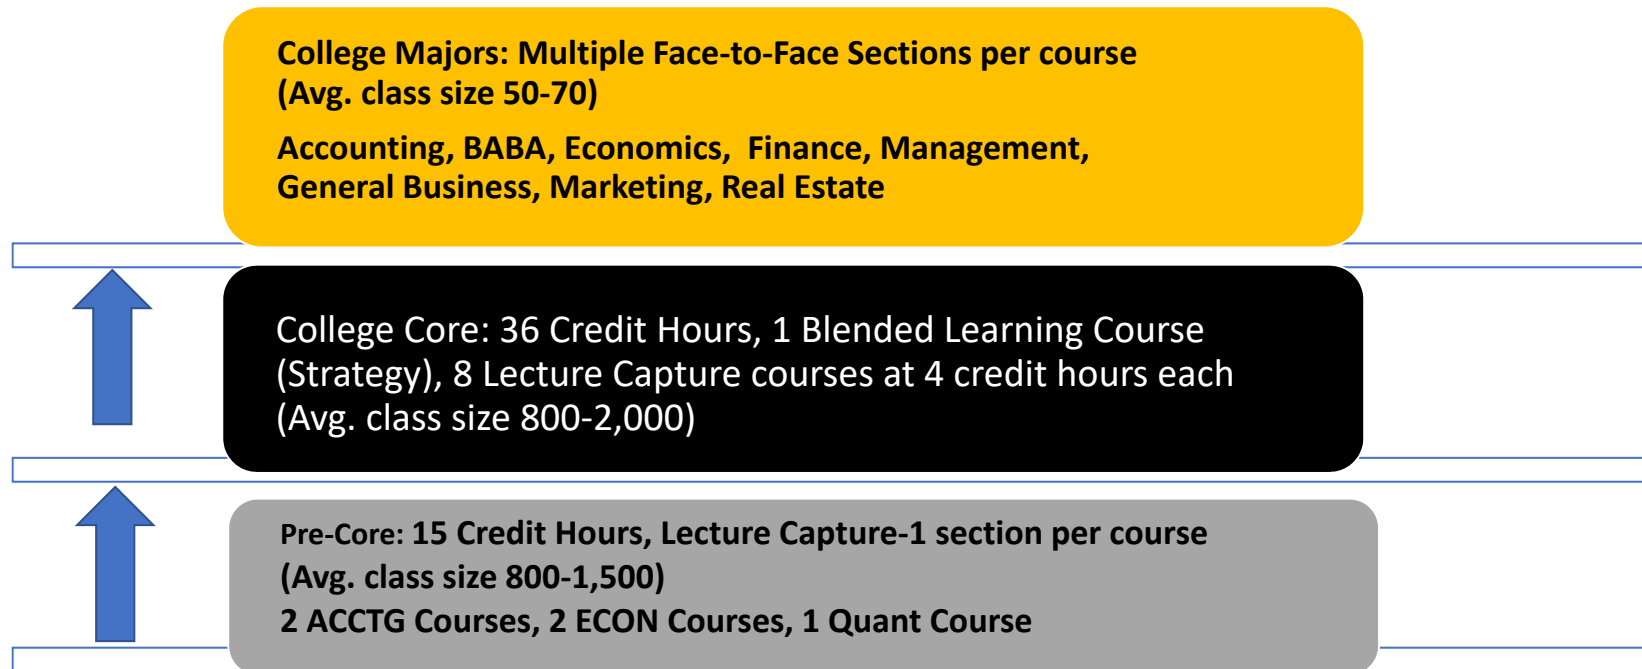 College Majors: Multiple Face-to-Face Sections per course
(Avg. class size 50-70)
Accounting, BABA, Economics,  Finance, Management,
General Business, Marketing, Real Estate
College Core: 36 Credit Hours, 1 Blended Learning Course
(Strategy), 8 Lecture Capture courses at 4 credit hours each
(Avg. class size 800-2,000)
Pre-Core: 15 Credit Hours, Lecture Capture-1 section per course
(Avg. class size 800-1,500)
2 ACCTG Courses, 2 ECON Courses, 1 Quant Course